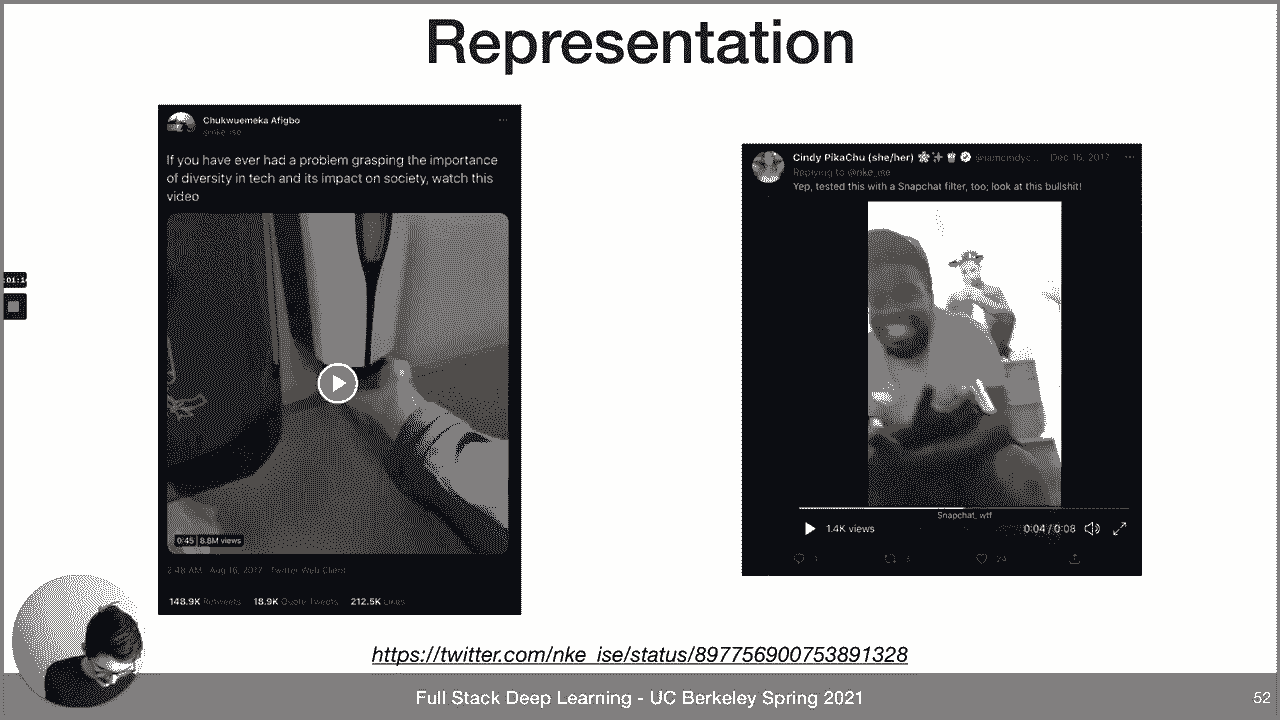 Representation
Chukwuemeka Afigbo
@nke_ise
If you have ever had a problem grasping the importance
of diversity in tech and its impact on society, watch this
video
0:45 8.8M views
2:48 AM · Aug 16, 2017 · Twitter Web Client
148.9K Retweets 18.9K Quote Tweets 212.5K Likes
Cindy PikaChu (she/her) Dec 16, 2017
Replying to @nke_ise
Yep, tested this with a Snapchat filter, too; look at this bullshit!
Snapchat_wtf
1.4K views
0:04 / 0:08
24
https://twitter.com/nke_ise/status/897756900753891328
Full Stack Deep Learning - UC Berkeley Spring 2021
52